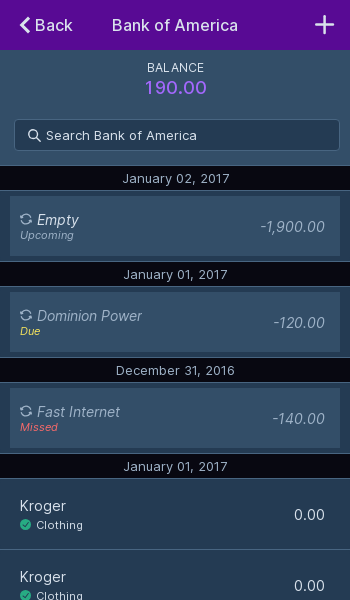 Back
Bank of America
BALANCE
190.00
Search Bank of America
January 02, 2017
Empty
-1,900.00
Upcoming
January 01, 2017
Dominion Power
-120.00
Due
December 31, 2016
Fast Internet
-140.00
Missed
January 01, 2017
Kroger
0.00
Clothing
Kroger
0.00
Clothing